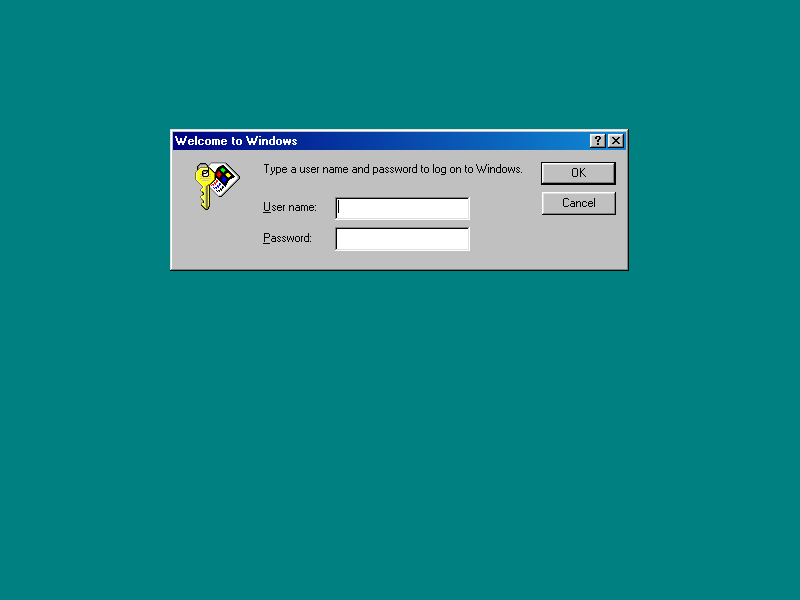 Welcome to Windows
Type a user name and password to log on to Windows.
OK
User name:
Cancel
Password: